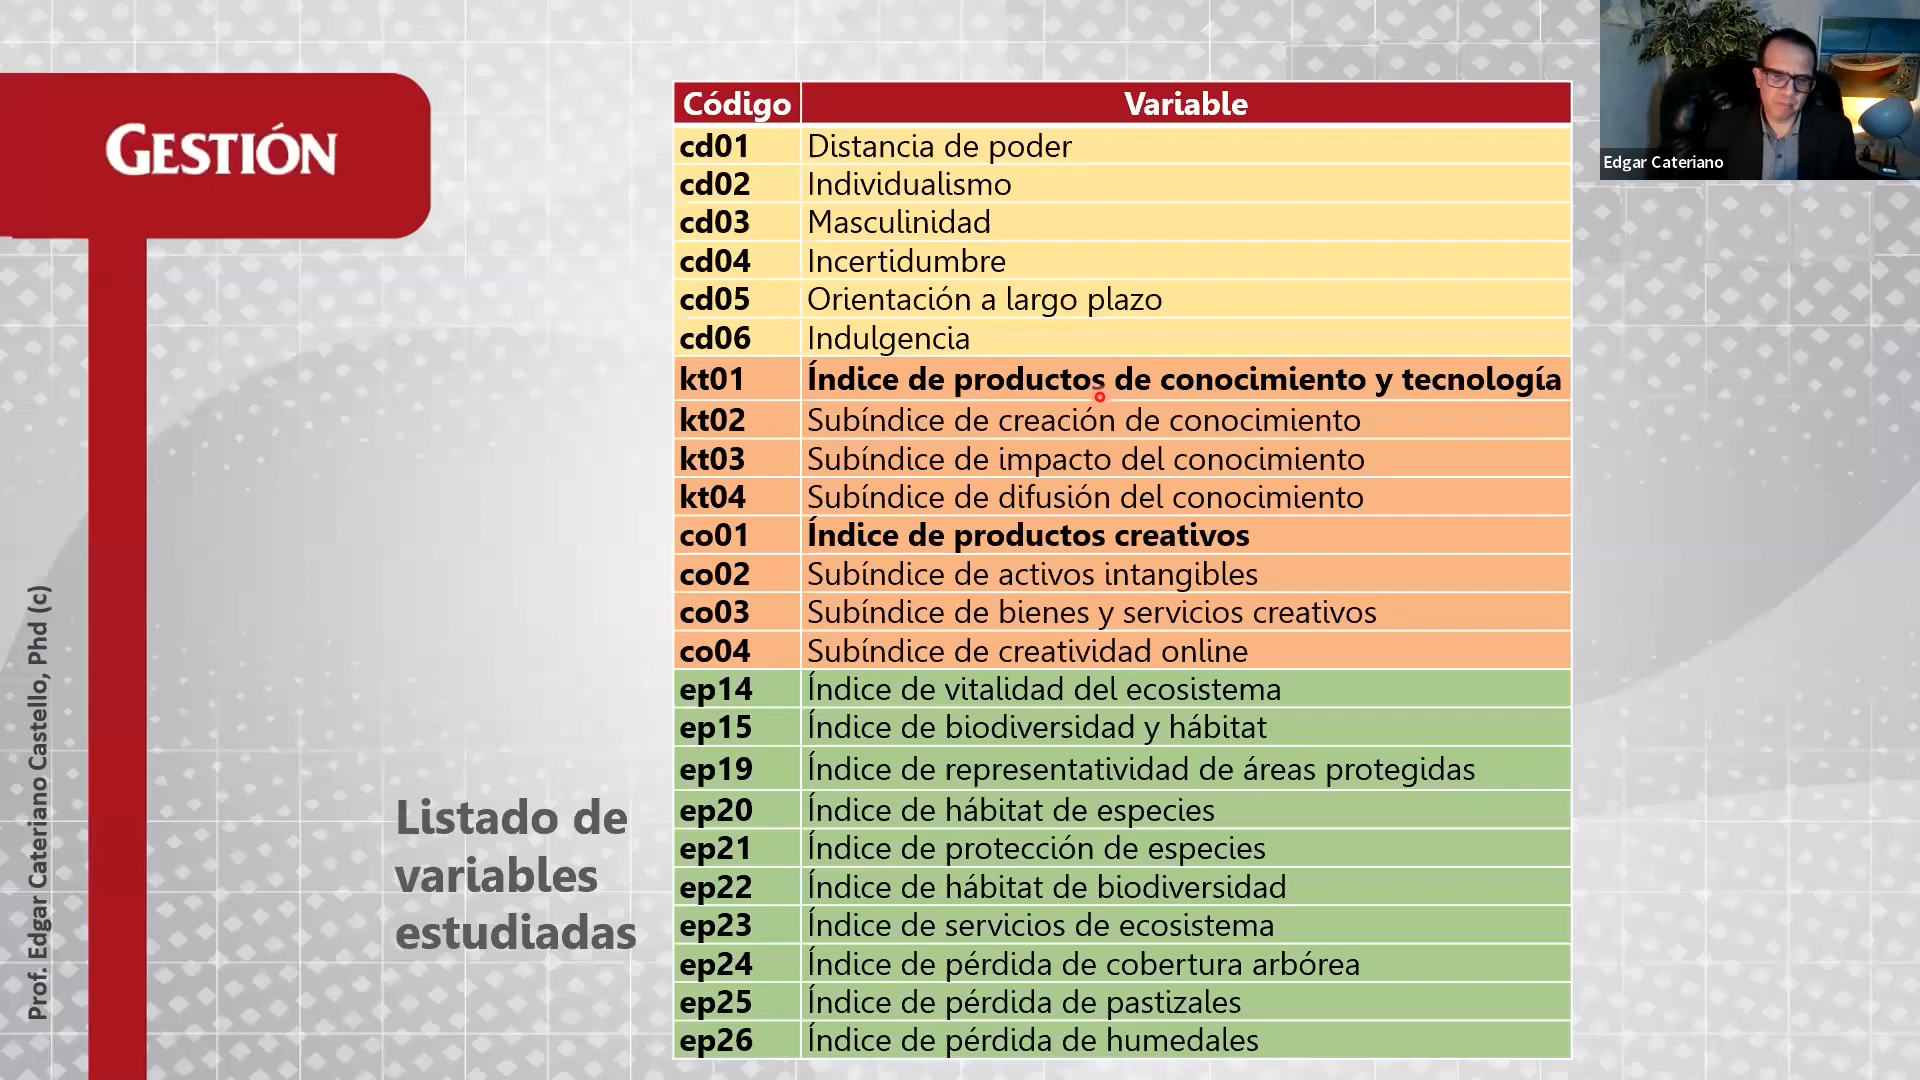 GESTIÓN
Código Variable
cd01 Distancia de poder
cd02 Individualismo
cd03 Masculinidad
cd04 Incertidumbre
cd05 Orientación a largo plazo
cd06 Indulgencia
kt01 Índice de productos de conocimiento y tecnología
kt02 Subíndice de creación de conocimiento
kt03 Subíndice de impacto del conocimiento
kt04 Subíndice de difusión del conocimiento
co01 Índice de productos creativos
co02 Subíndice de activos intangibles
co03 Subíndice de bienes y servicios creativos
co04 Subíndice de creatividad online
ep14 Índice de vitalidad del ecosistema
ep15 Índice de biodiversidad y hábitat
ep19 Índice de representatividad de áreas protegidas
ep20 Índice de hábitat de especies
ep21 Índice de protección de especies
ep22 Índice de hábitat de biodiversidad
ep23 Índice de servicios de ecosistema
ep24 Índice de pérdida de cobertura arbórea
ep25 Índice de pérdida de pastizales
ep26 Índice de pérdida de humedales
Listado de
variables
estudiadas
Prof. Edgar Cateriano Castello, Phd (c)
Edgar Cateriano